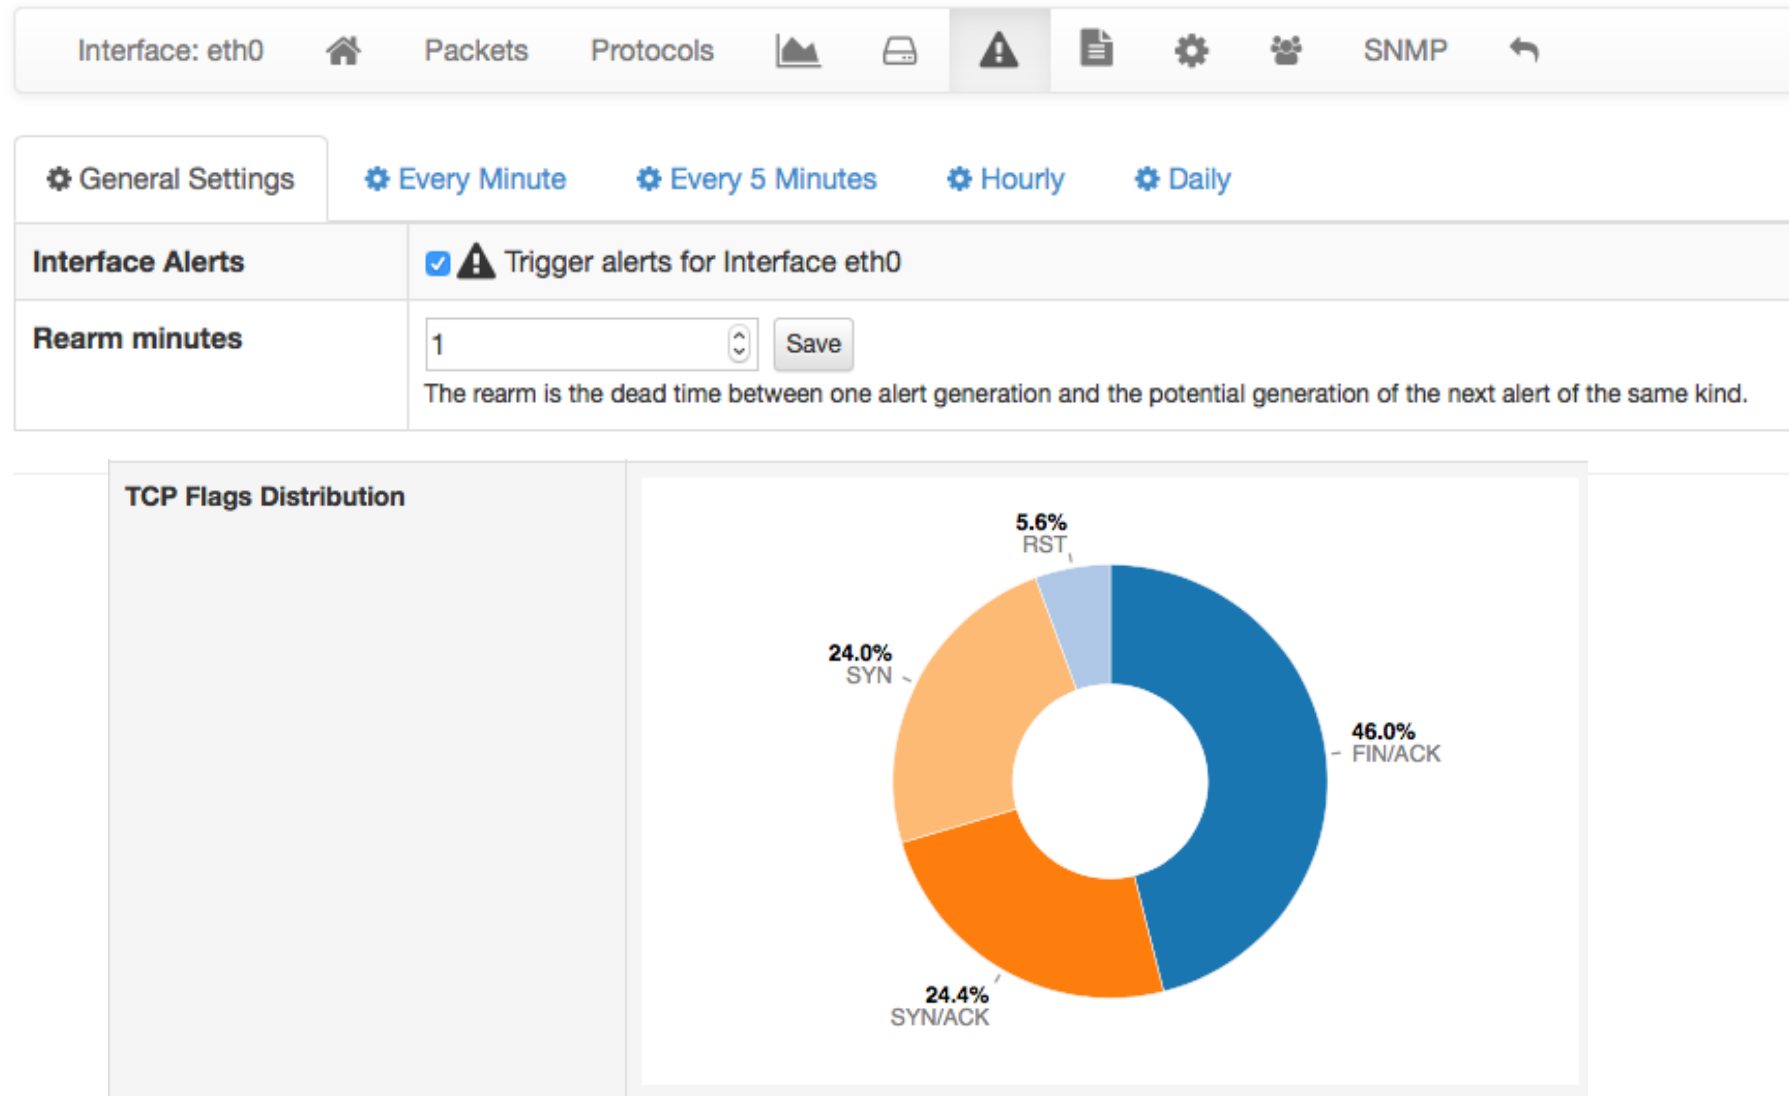 Interface: eth0 Packets Protocols SNMP
General Settings Every Minute Every 5 Minutes Hourly Daily
Interface Alerts Trigger alerts for Interface eth0
Rearm minutes 1 Save
The rearm is the dead time between one alert generation and the potential generation of the next alert of the same kind.
TCP Flags Distribution
5.6%
RST
24.0%
SYN
46.0%
FIN/ACK
24.4%
SYN/ACK